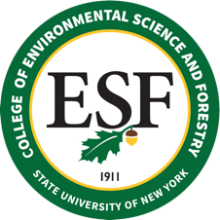 COLLEGE OF ENVIRONMENTAL SCIENCE AND FORESTRY
ESF
1911
STATE UNIVERSITY OF NEW YORK